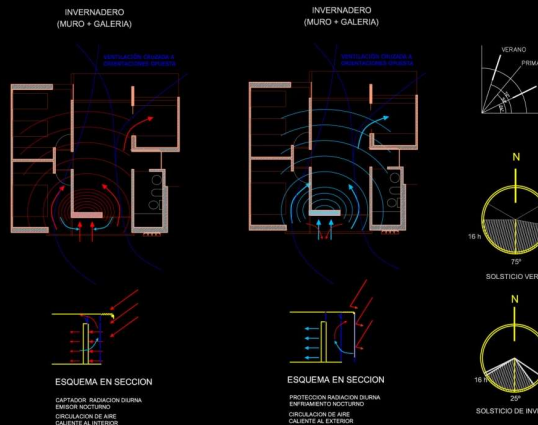 INVERNADERO
(MURO + GALERIA)
INVERNADERO
(MURO + GALERIA)
VERANO
N
16 h
75º
SOLSTICIO
N
16 h
25º
SOLSTICIO DE
ESQUEMA EN SECCION
CAPTADOR RADIACION DIURNA
EMISOR NOCTURNO
CIRCULACION DE AIRE
CALIENTE AL INTERIOR
ESQUEMA EN SECCION
PROTECCION RADIACION DIURNA
ENFRIAMIENTO NOCTURNO
CIRCULACION DE AIRE
CALIENTE AL EXTERIOR